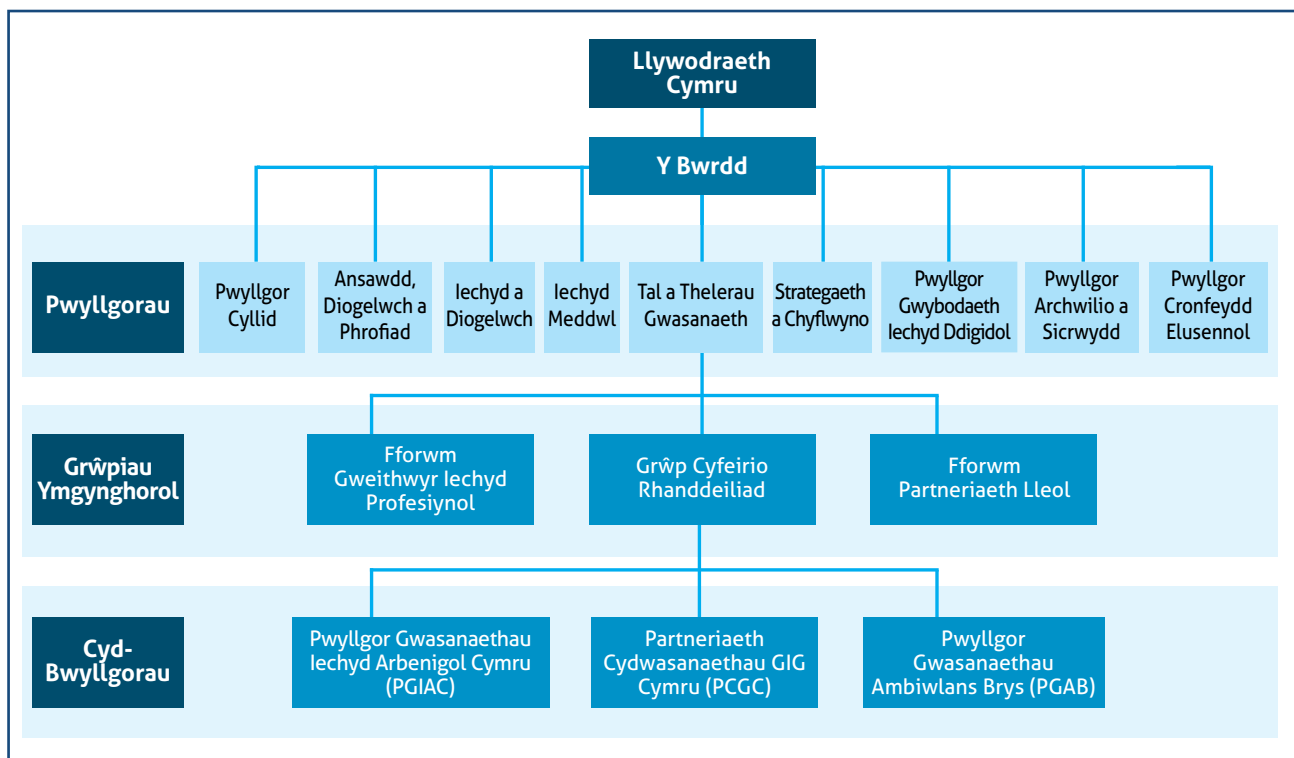 Llywodraeth
Cymru
Y Bwrdd
Pwyllgorau
Pwyllgor
Cyllid
Ansawdd,
Diogelwch a
Phrofiad
Iechyd a
Diogelwch
Iechyd
Meddwl
Tal a Thelerau
Gwasanaeth
Strategaeth
a Chyflwyno
Pwyllgor
Gwybodaeth
Iechyd Ddigidol
Pwyllgor
Archwilio a
Sicrwydd
Pwyllgor
Cronfeydd
Elusennol
Grŵpiau
Ymgynghorol
Fforwm
Gweithwyr Iechyd
Profesiynol
Grŵp Cyfeirio
Rhanddeiliad
Fforwm
Partneriaeth Lleol
Cyd-
Bwyllgorau
Pwyllgor Gwasanaethau
Iechyd Arbenigol Cymru
(PGIAC)
Partneriaeth
Cydwasanaethau GIG
Cymru (PCGC)
Pwyllgor
Gwasanaethau
Ambiwlans Brys (PGAB)